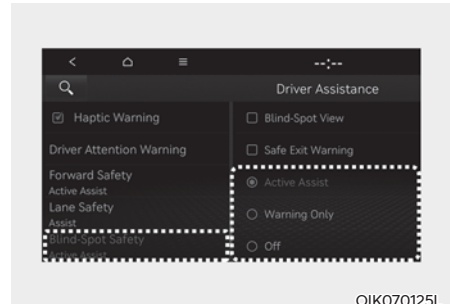 --:--
Driver Assistance
Haptic Warning
Driver Attention Warning
Forward Safety
Active Assist
Lane Safety
Assist
Blind-Spot Safety
Active Assist
Blind-Spot View
Safe Exit Warning
Active Assist
Warning Only
Off
OIK070125L